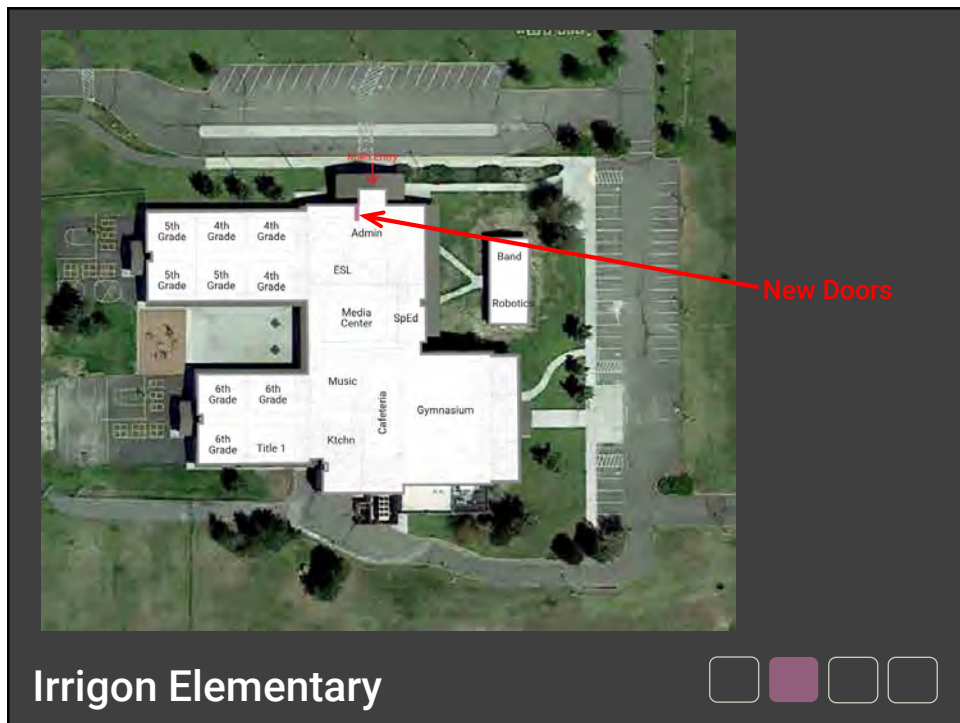 Main Entry
5th
Grade
4th
Grade
4th
Grade
Admin
Band
5th
Grade
5th
Grade
4th
Grade
ESL
New Doors
Robotics
Media
Center
SpEd
6th
Grade
6th
Grade
Music
Cafeteria
Gymnasium
6th
Grade
Title 1
Ktchn
Irrigon Elementary